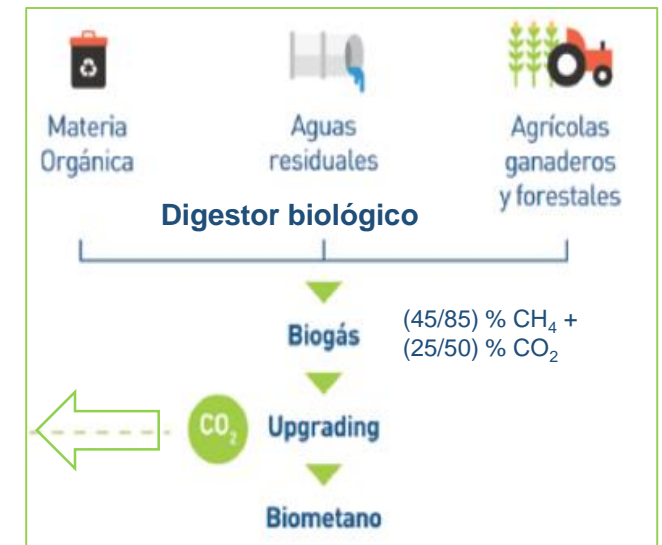 Materia
Orgánica
Aguas
residuales
Agrícolas
ganaderos
y forestales
Digestor biológico
Biogás
(45/85) % CH₄ +
(25/50) % CO₂
CO₂
Upgrading
Biometano